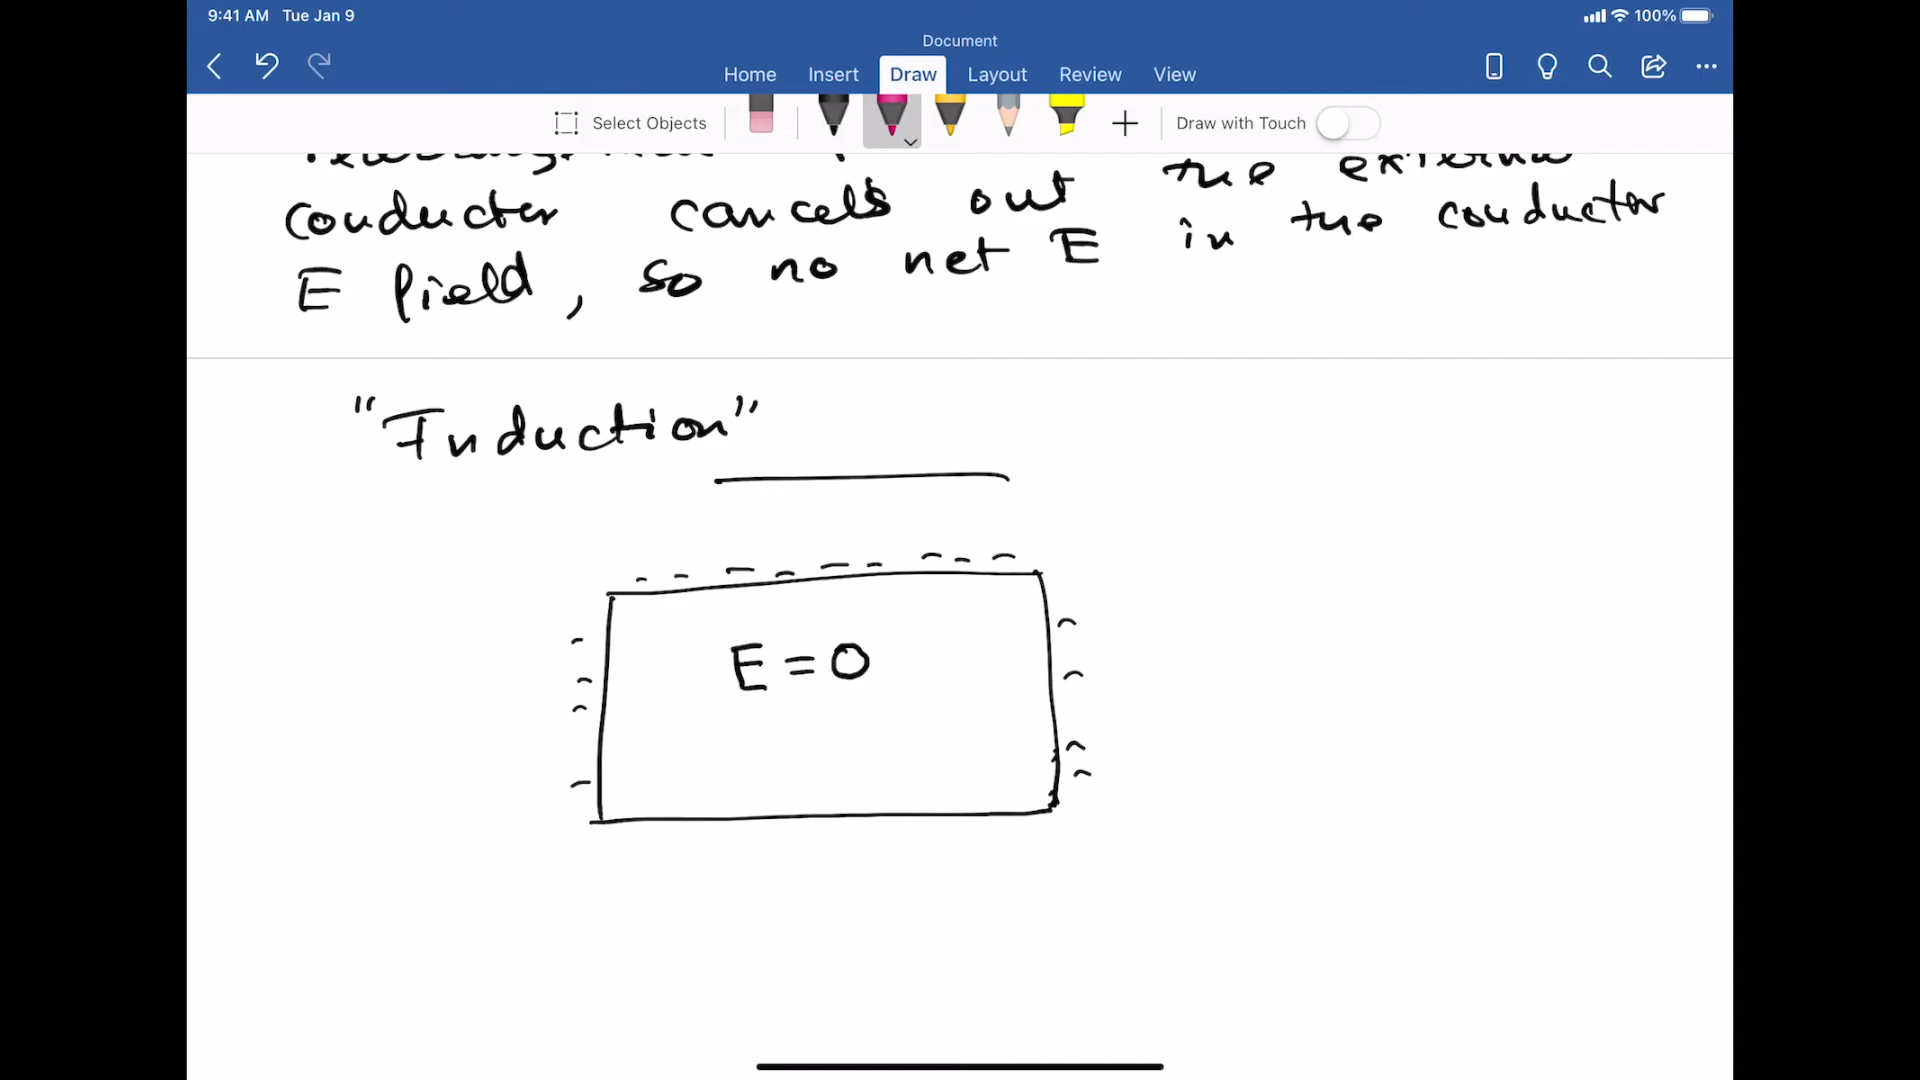 9:41 AM Tue Jan 9 100%
Document
Home Insert Draw Layout Review View
Select Objects Draw with Touch
the external
conductor cancels out the conductor
E field, so no net E in
"Induction"
E = 0